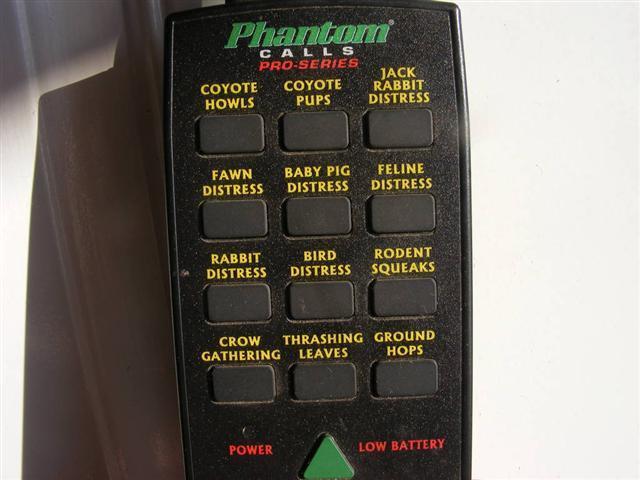 Phantom®
CALLS
PRO-SERIES
COYOTE HOWLS
COYOTE PUPS
JACK RABBIT DISTRESS
FAWN DISTRESS
BABY PIG DISTRESS
FELINE DISTRESS
RABBIT DISTRESS
BIRD DISTRESS
RODENT SQUEAKS
CROW GATHERING
THRASHING LEAVES
GROUND HOPS
POWER
LOW BATTERY